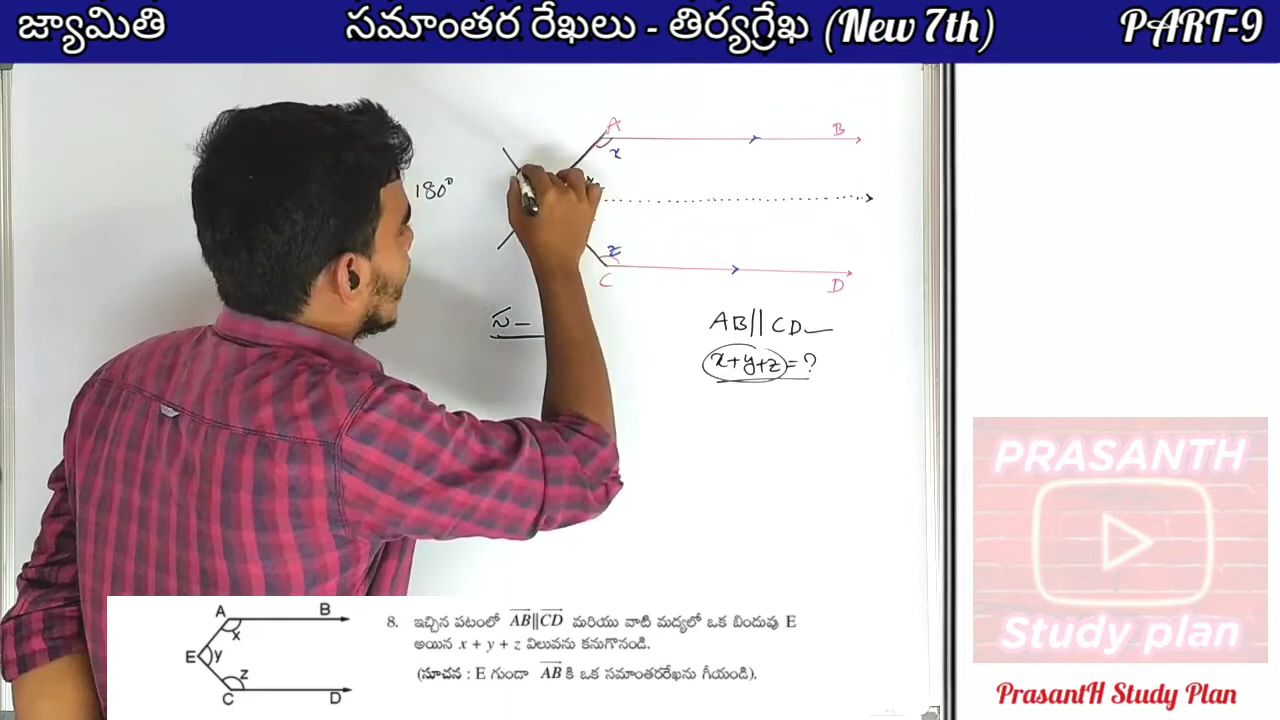 జ్యామితి సమాంతర రేఖలు - తిర్యగ్రేఖ (New 7th) PART-9
A B
x
180°
z
C D
స-
AB || CD
x+y+z=?
PRASANTH
Study plan
PrasantH Study Plan
A B
x
E y
z
C D
8. ఇచ్చిన పటంలో AB||CD మరియు వాటి మద్యలో ఒక బిందువు E
అయిన x + y + z విలువను కనుగొనండి.
(సూచన : E గుండా AB కి ఒక సమాంతరరేఖను గీయండి).